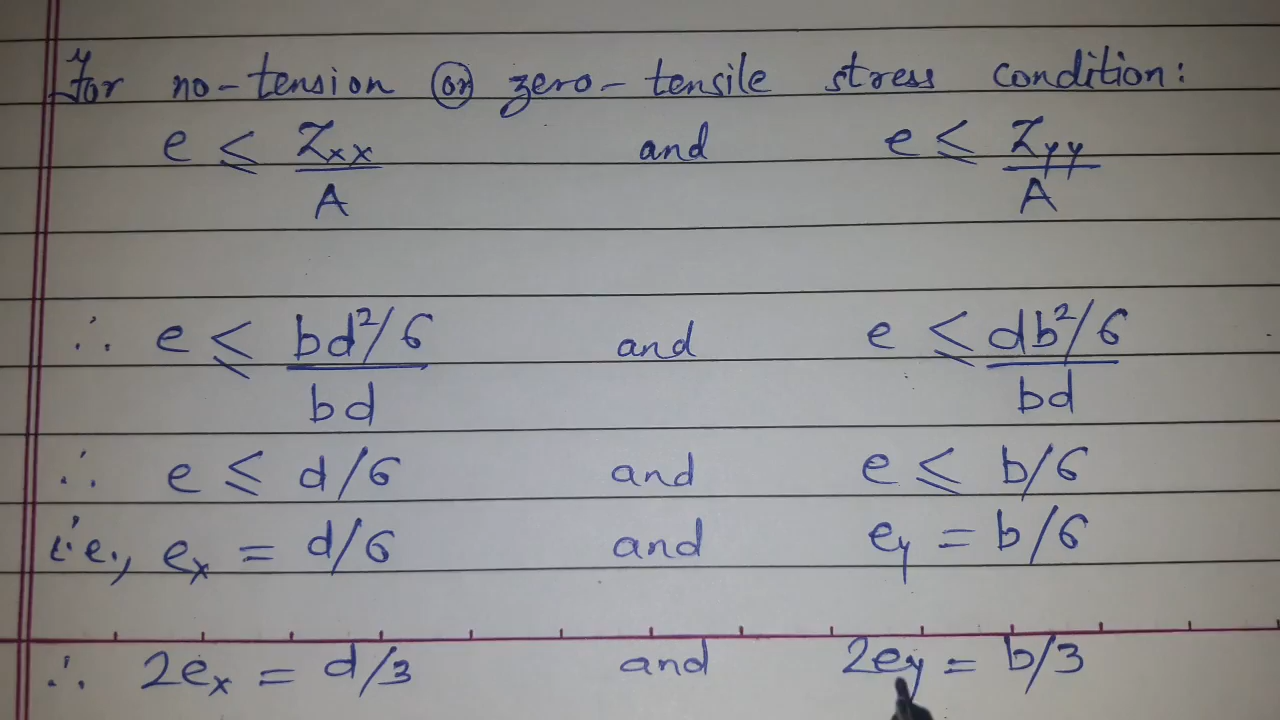 For no-tension (or) zero-tensile stress condition:
e ≤ Zxx/A and e ≤ Zyy/A
∴ e ≤ bd²/6 / bd and e ≤ db²/6 / bd
∴ e ≤ d/6 and e ≤ b/6
i.e., ex = d/6 and ey = b/6
∴ 2ex = d/3 and 2ey = b/3